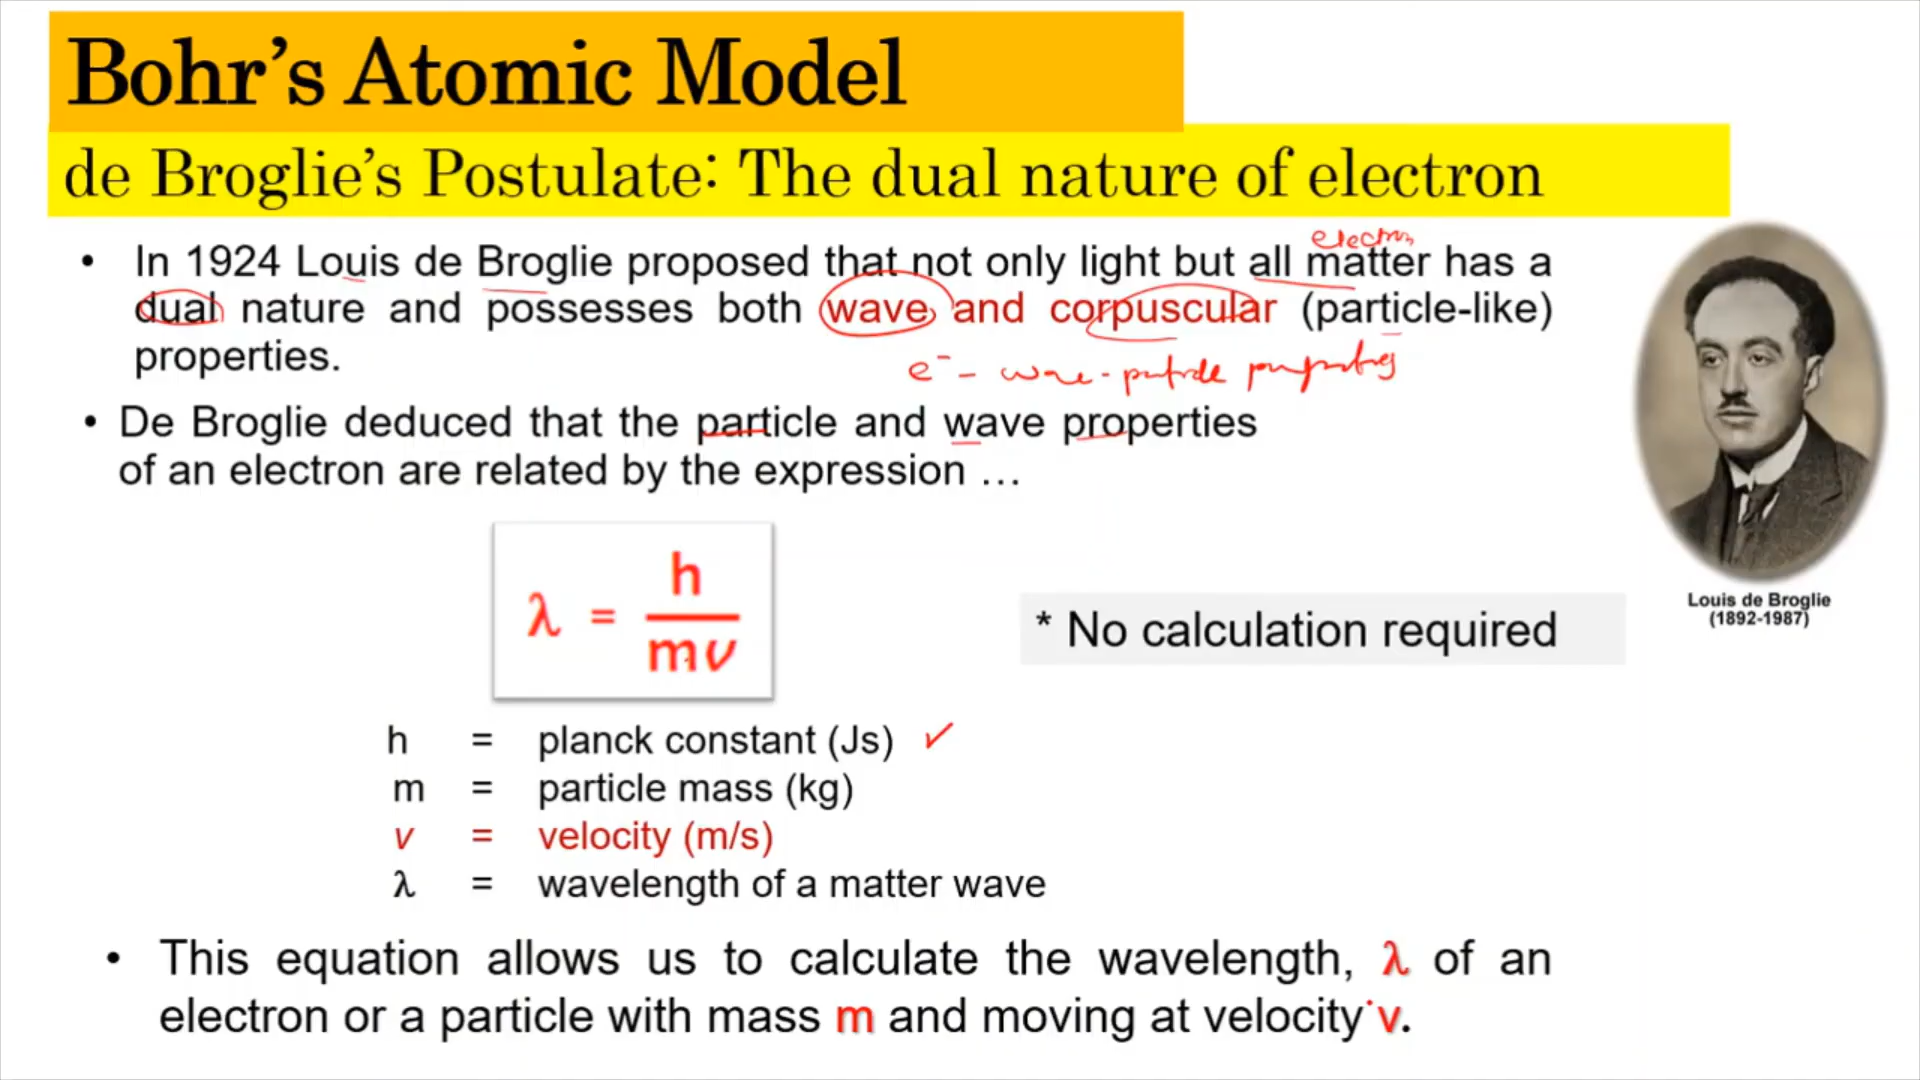 Bohr’s Atomic Model
de Broglie’s Postulate: The dual nature of electron
electron
• In 1924 Louis de Broglie proposed that not only light but all matter has a
dual nature and possesses both wave and corpuscular (particle-like)
properties.
e⁻ - wave-particle properties
• De Broglie deduced that the particle and wave properties
of an electron are related by the expression …
λ = h / mv
* No calculation required
Louis de Broglie
(1892-1987)
h = planck constant (Js) ✓
m = particle mass (kg)
v = velocity (m/s)
λ = wavelength of a matter wave
• This equation allows us to calculate the wavelength, λ of an
electron or a particle with mass m and moving at velocity v.